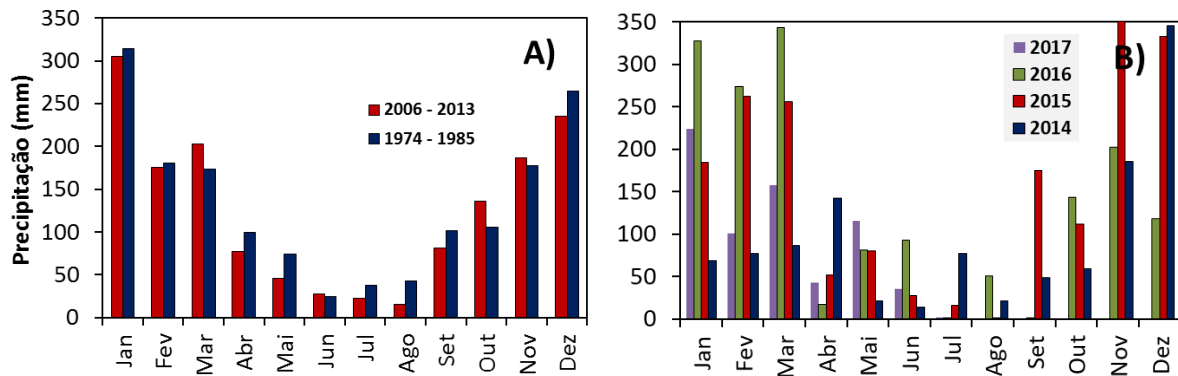 Precipitação (mm)
350
300
250
200
150
100
50
0
A)
2006 - 2013
1974 - 1985
Jan Fev Mar Abr Mai Jun Jul Ago Set Out Nov Dez
350
300
250
200
150
100
50
0
B)
2017
2016
2015
2014
Jan Fev Mar Abr Mai Jun Jul Ago Set Out Nov Dez